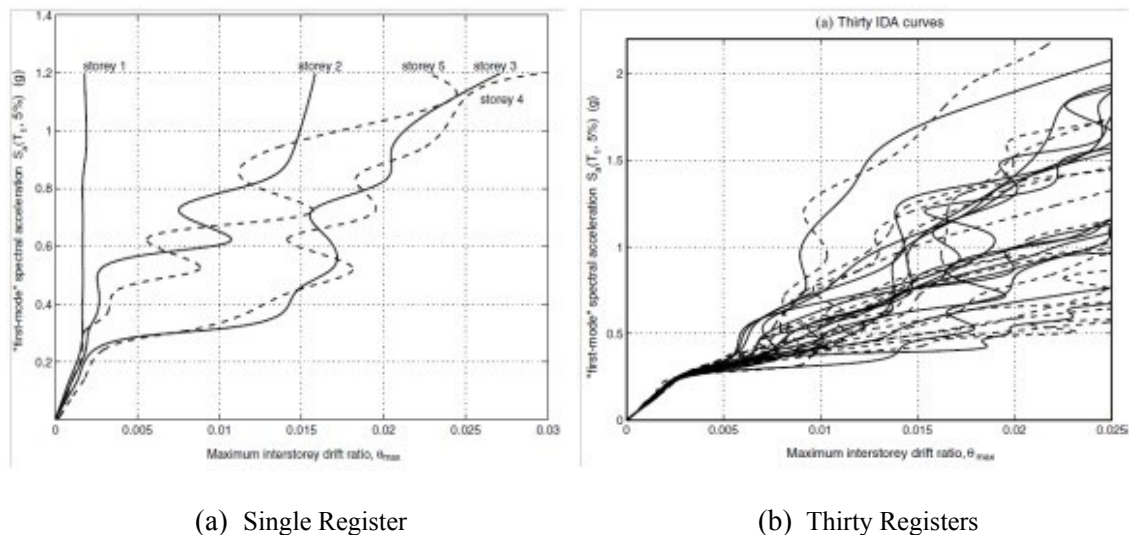 1.4
1.2
1
0.8
0.6
0.4
0.2
0
0.005
0.01
0.015
0.02
0.025
0.03
"first-mode" spectral acceleration S_a(T_1, 5%) (g)
storey 1
storey 2
storey 5
storey 3
storey 4
Maximum interstorey drift ratio, θ_max
(a) Thirty IDA curves
2
1.5
1
0.5
0
0
0.005
0.01
0.015
0.02
0.025
"first-mode" spectral acceleration S_a(T_1, 5%) (g)
Maximum interstorey drift ratio, θ_max
(a) Single Register
(b) Thirty Registers